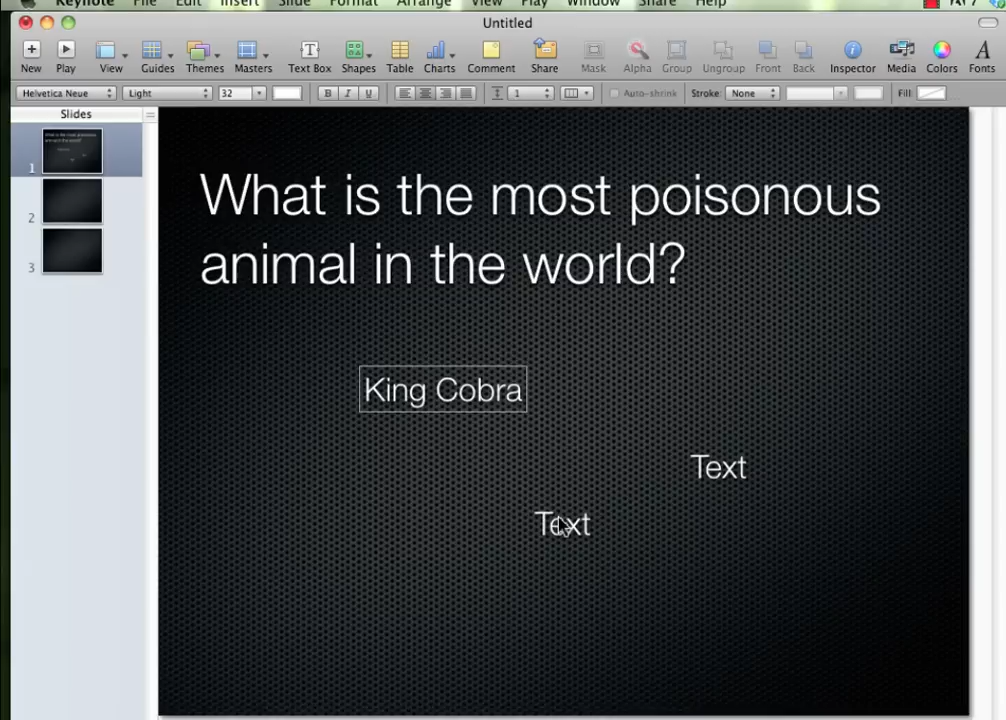 Keynote File Edit Insert Slide Format Arrange View Play Window Share Help
Untitled
New Play View Guides Themes Masters Text Box Shapes Table Charts Comment Share Mask Alpha Group Ungroup Front Back Inspector Media Colors Fonts
Helvetica Neue Light 32 B I U 1 Auto-shrink Stroke: None Fill:
Slides
1
2
3
What is the most poisonous
animal in the world?
King Cobra
Text
Text